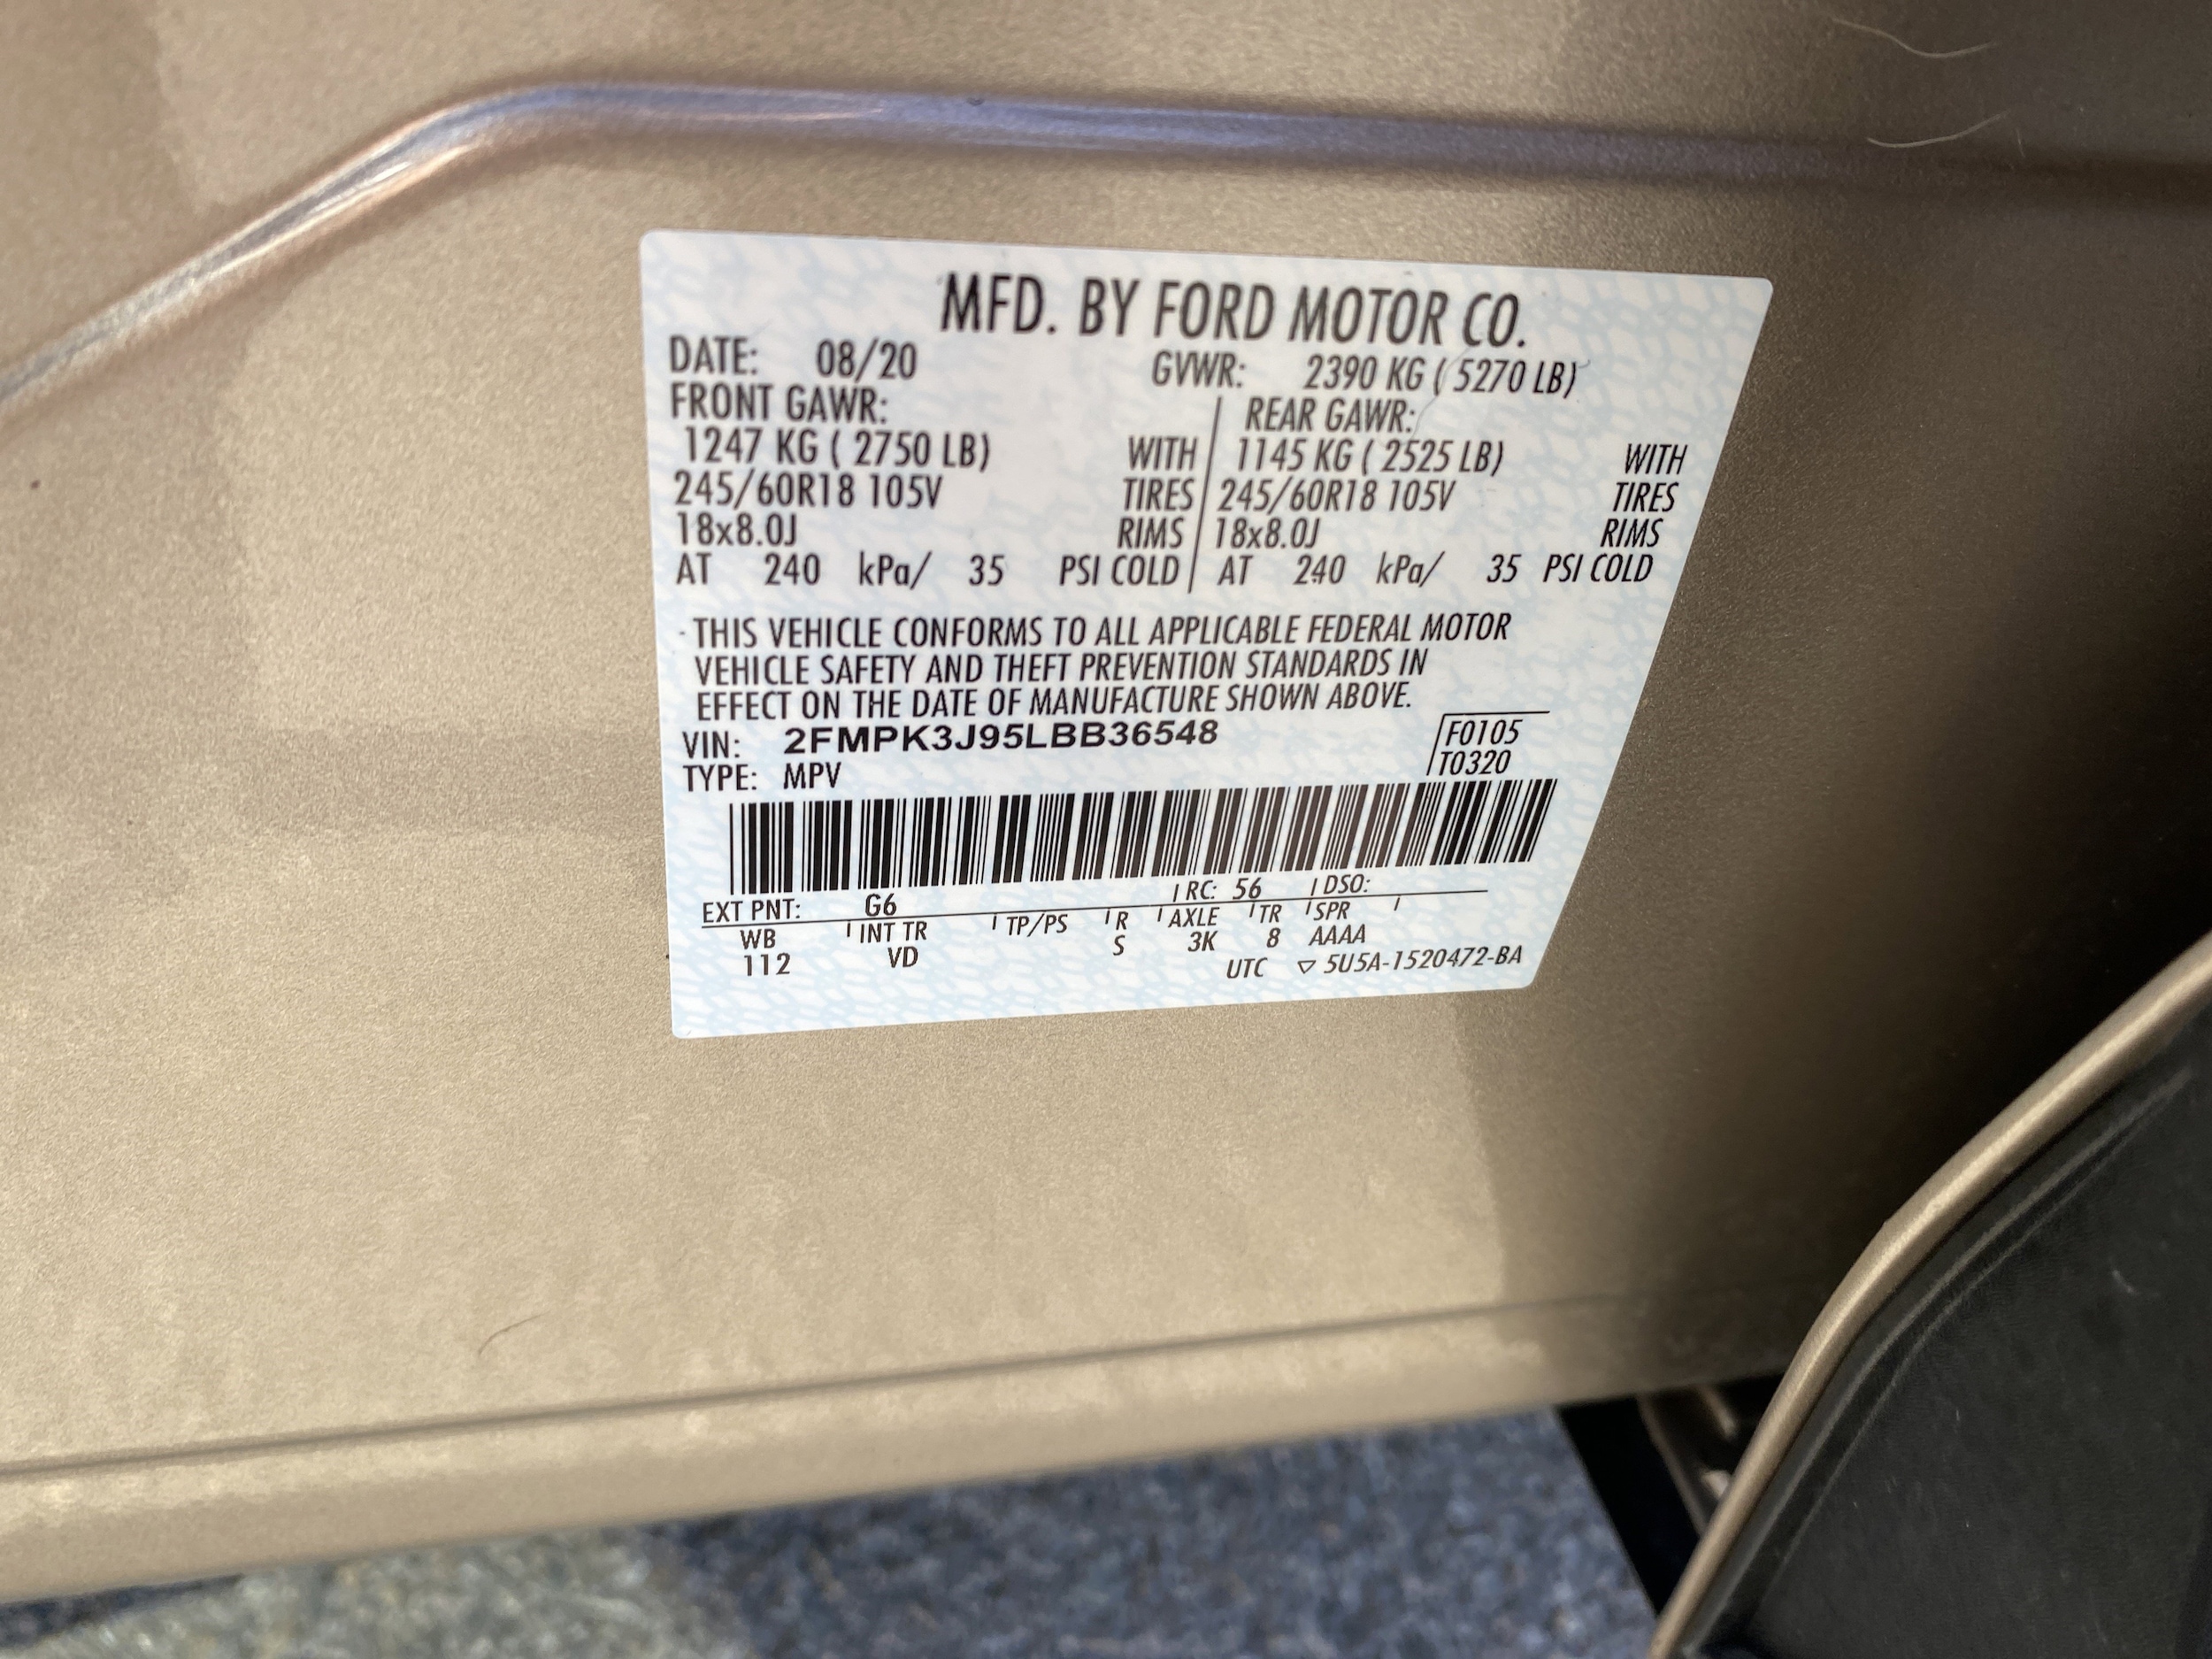 MFD. BY FORD MOTOR CO.
DATE: 08/20 GVWR: 2390 KG ( 5270 LB)
FRONT GAWR: REAR GAWR:
1247 KG ( 2750 LB) WITH 1145 KG ( 2525 LB) WITH
245/60R18 105V TIRES 245/60R18 105V TIRES
18x8.0J RIMS 18x8.0J RIMS
AT 240 kPa/ 35 PSI COLD AT 240 kPa/ 35 PSI COLD
THIS VEHICLE CONFORMS TO ALL APPLICABLE FEDERAL MOTOR
VEHICLE SAFETY AND THEFT PREVENTION STANDARDS IN
EFFECT ON THE DATE OF MANUFACTURE SHOWN ABOVE.
VIN: 2FMPK3J95LBB36548 F0105
TYPE: MPV T0320
EXT PNT: G6 RC: 56 DSO:
WB INT TR TP/PS R AXLE TR SPR
112 VD S 3K 8 AAAA
UTC ▽ 5U5A-1520472-BA